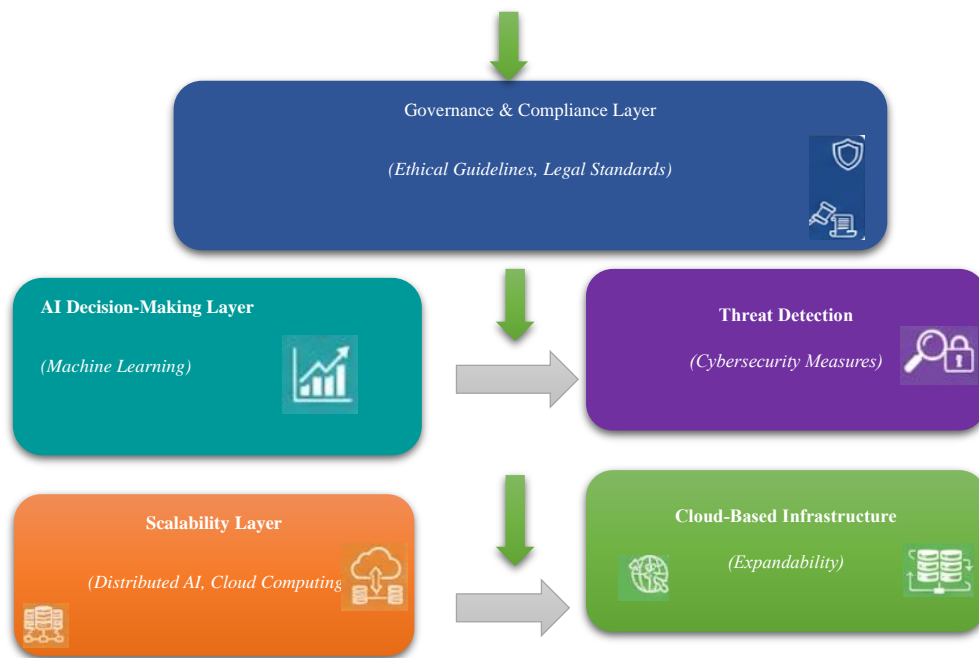 Governance & Compliance Layer
(Ethical Guidelines, Legal Standards)
AI Decision-Making Layer
(Machine Learning)
Threat Detection
(Cybersecurity Measures)
Scalability Layer
(Distributed AI, Cloud Computing
Cloud-Based Infrastructure
(Expandability)